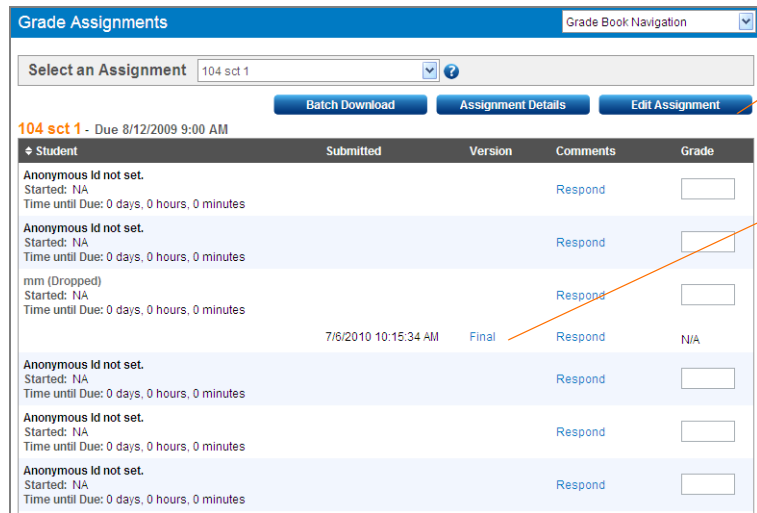 Grade Assignments Grade Book Navigation
Select an Assignment 104 sct 1 ?
Batch Download Assignment Details Edit Assignment
104 sct 1 - Due 8/12/2009 9:00 AM
Student Submitted Version Comments Grade
Anonymous Id not set.
Started: NA Respond
Time until Due: 0 days, 0 hours, 0 minutes
Anonymous Id not set.
Started: NA Respond
Time until Due: 0 days, 0 hours, 0 minutes
mm (Dropped)
Started: NA Respond
Time until Due: 0 days, 0 hours, 0 minutes
7/6/2010 10:15:34 AM Final Respond N/A
Anonymous Id not set.
Started: NA Respond
Time until Due: 0 days, 0 hours, 0 minutes
Anonymous Id not set.
Started: NA Respond
Time until Due: 0 days, 0 hours, 0 minutes
Anonymous Id not set.
Started: NA Respond
Time until Due: 0 days, 0 hours, 0 minutes